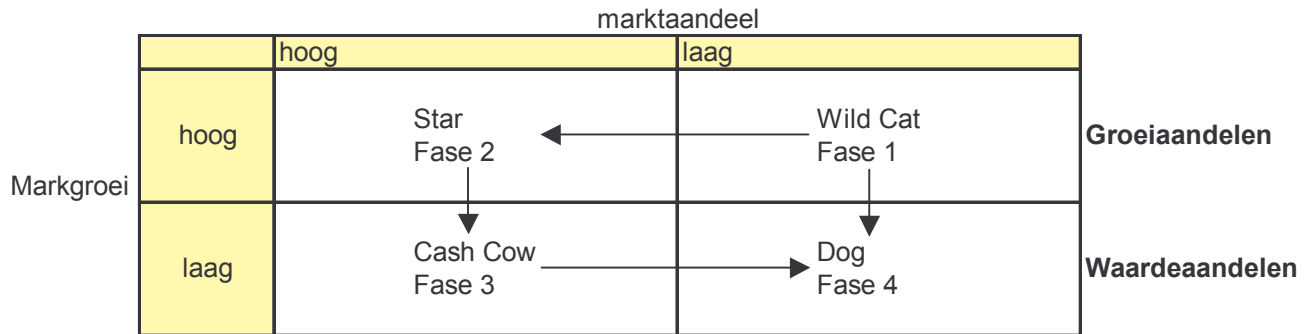 marktaandeel
hoog laag
hoog
Star
Fase 2
Wild Cat
Fase 1
Groeiaandelen
Markgroei
laag
Cash Cow
Fase 3
Dog
Fase 4
Waardeaandelen